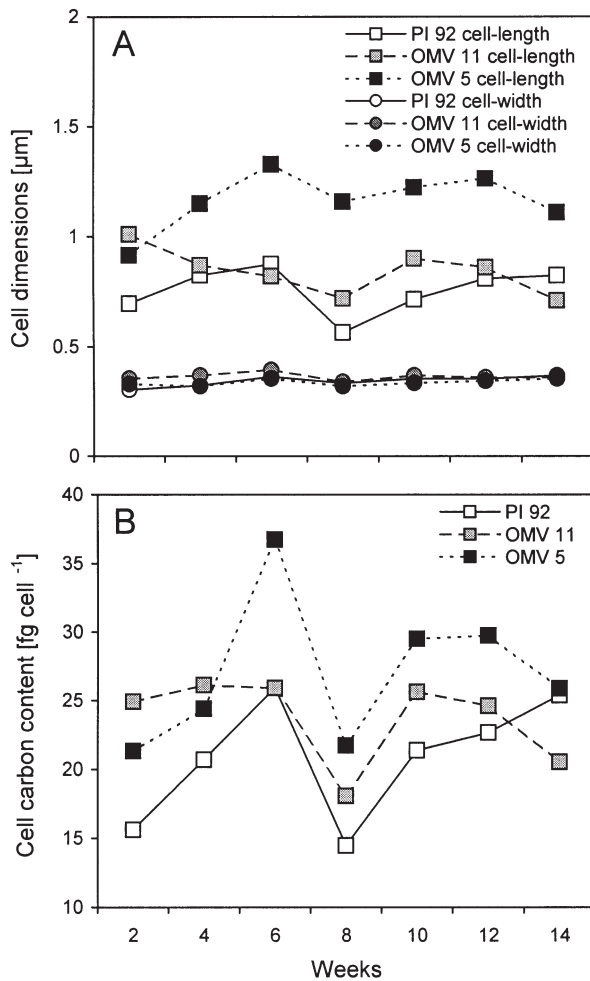 A
PI 92 cell-length
OMV 11 cell-length
OMV 5 cell-length
PI 92 cell-width
OMV 11 cell-width
OMV 5 cell-width
Cell dimensions [µm]
2
1.5
1
0.5
0
B
PI 92
OMV 11
OMV 5
Cell carbon content [fg cell ⁻¹]
40
35
30
25
20
15
10
2 4 6 8 10 12 14
Weeks